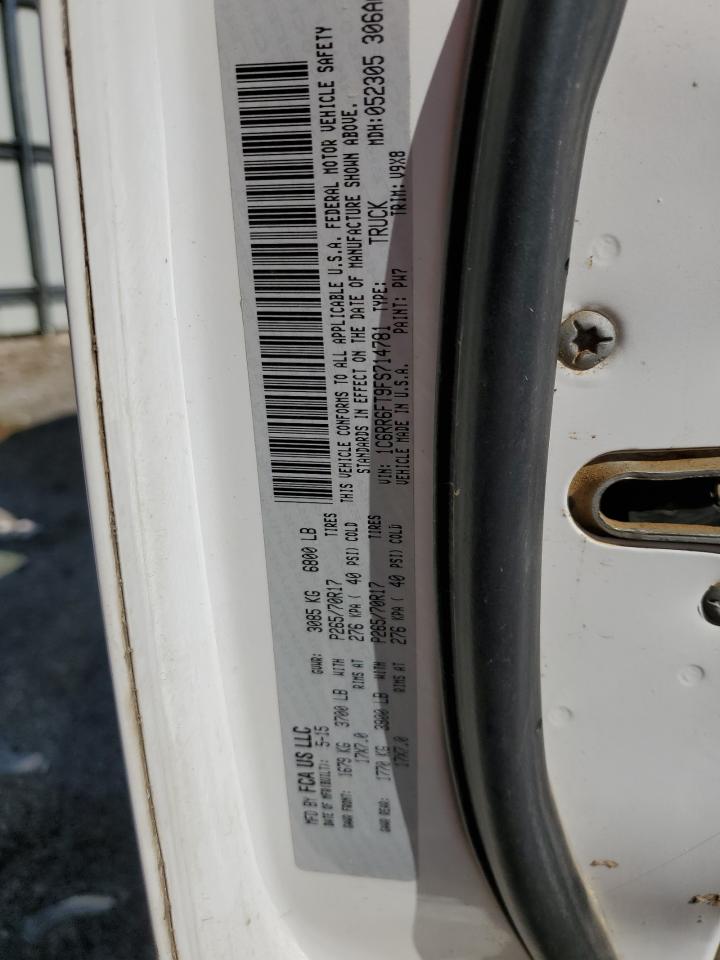 MFD BY FCA US LLC
DATE OF MFR(BUILT): 5-15 GVWR: 3085 KG 6800 LB
GAWR FRONT: 1679 KG 3700 LB WITH P265/70R17 TIRES
17X7.0 RIMS AT 276 KPA ( 40 PSI) COLD
GAWR REAR: 1770 KG 3900 LB WITH P265/70R17 TIRES
17X7.0 RIMS AT 276 KPA ( 40 PSI) COLD
THIS VEHICLE CONFORMS TO ALL APPLICABLE U.S.A. FEDERAL MOTOR VEHICLE SAFETY
STANDARDS IN EFFECT ON THE DATE OF MANUFACTURE SHOWN ABOVE.
VIN: 1C6RR6FT9FS714781 TYPE: TRUCK MDH:052305 306A
VEHICLE MADE IN U.S.A. PAINT: PW7 TRIM: V9X8